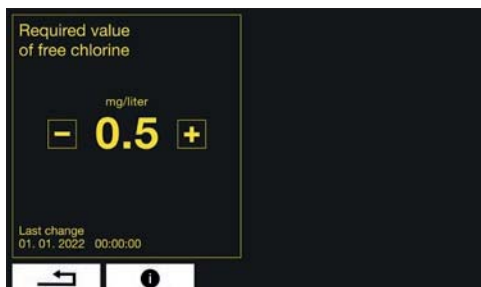 Required value
of free chlorine
mg/liter
− 0.5 +
Last change
01. 01. 2022 00:00:00